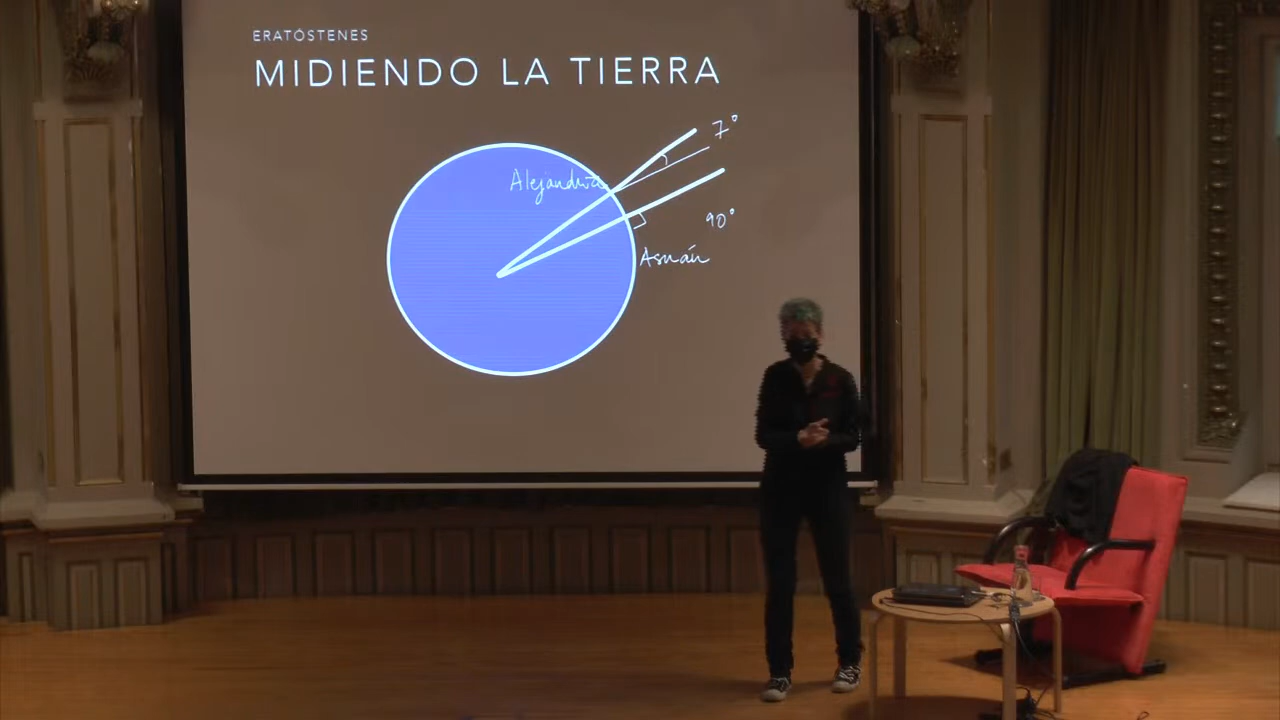 ERATÓSTENES
MIDIENDO LA TIERRA
7°
Alejandría
90°
Asuán